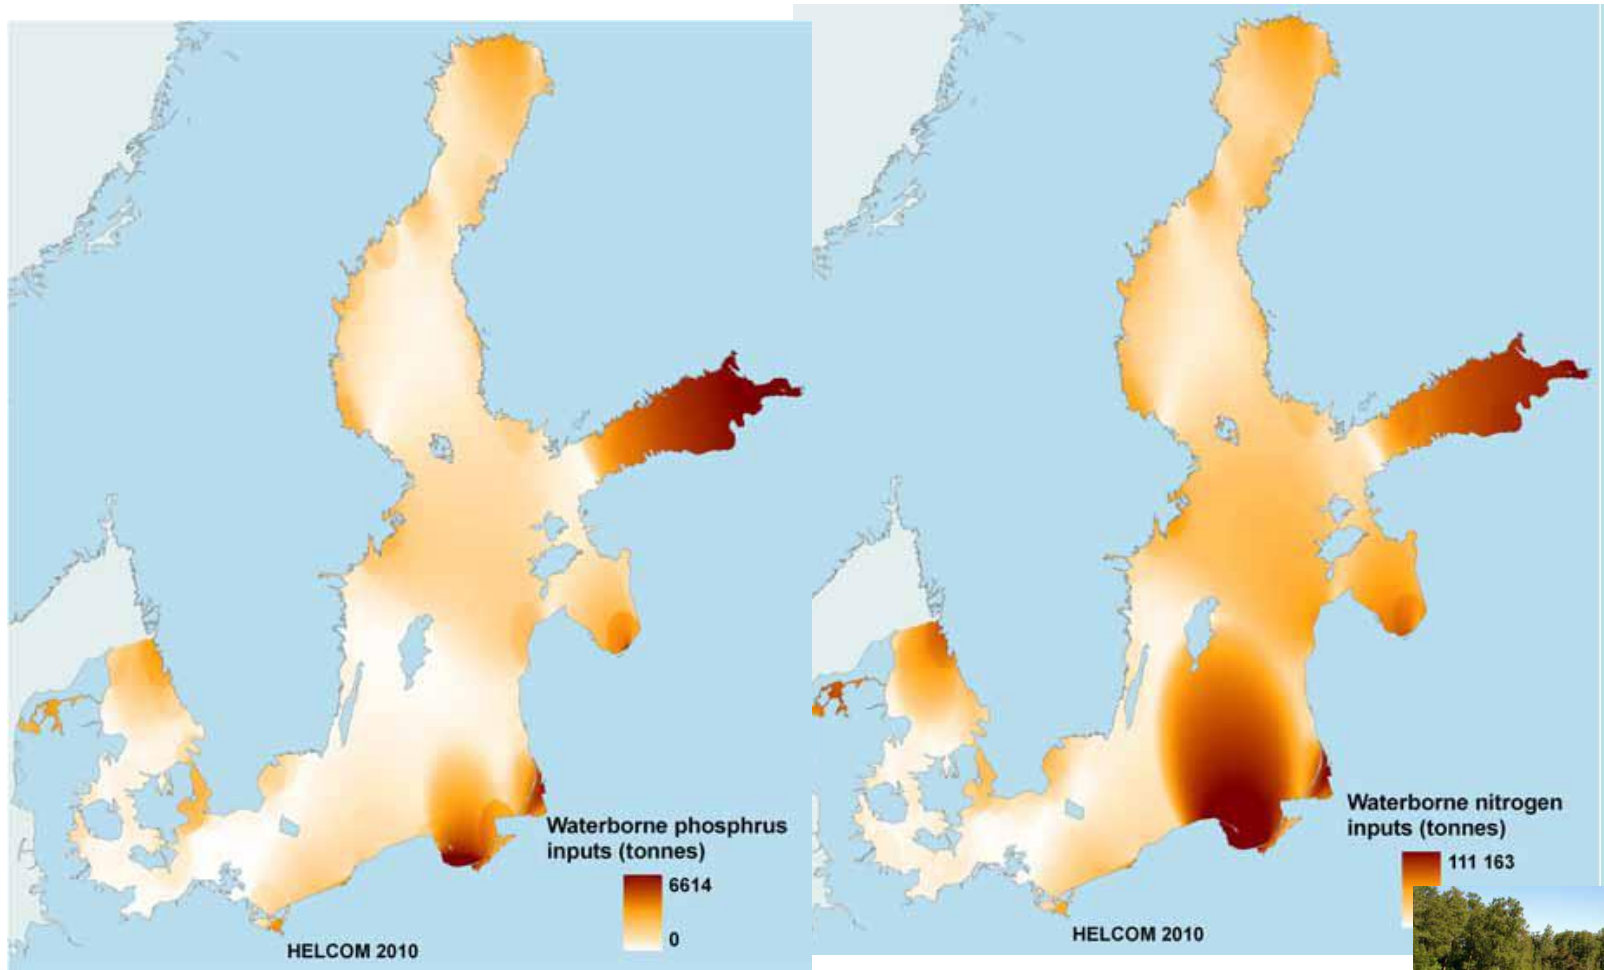 Waterborne phosphrus
inputs (tonnes)
6614
0
HELCOM 2010
Waterborne nitrogen
inputs (tonnes)
111 163
HELCOM 2010